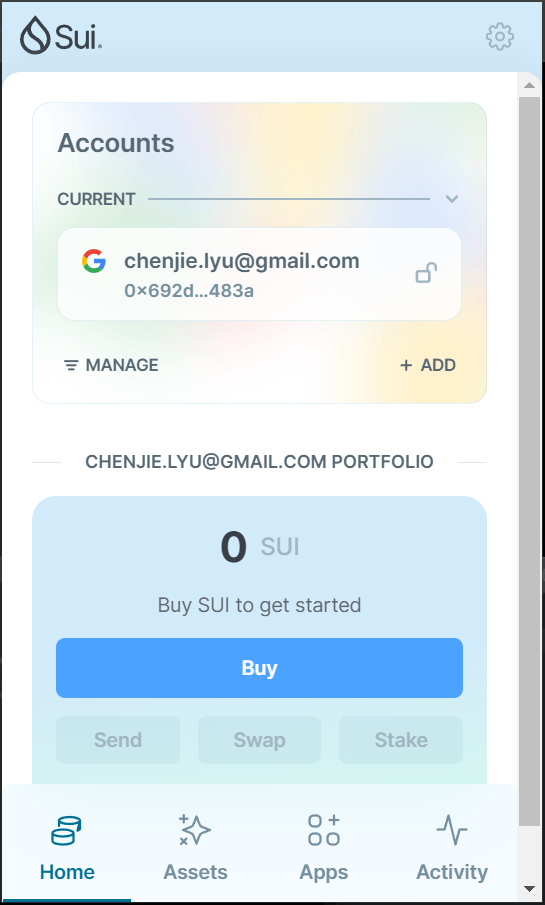 Sui.
Accounts
CURRENT
chenjie.lyu@gmail.com
0×692d...483a
MANAGE
+ ADD
CHENJIE.LYU@GMAIL.COM PORTFOLIO
0 SUI
Buy SUI to get started
Buy
Send Swap Stake
Home Assets Apps Activity